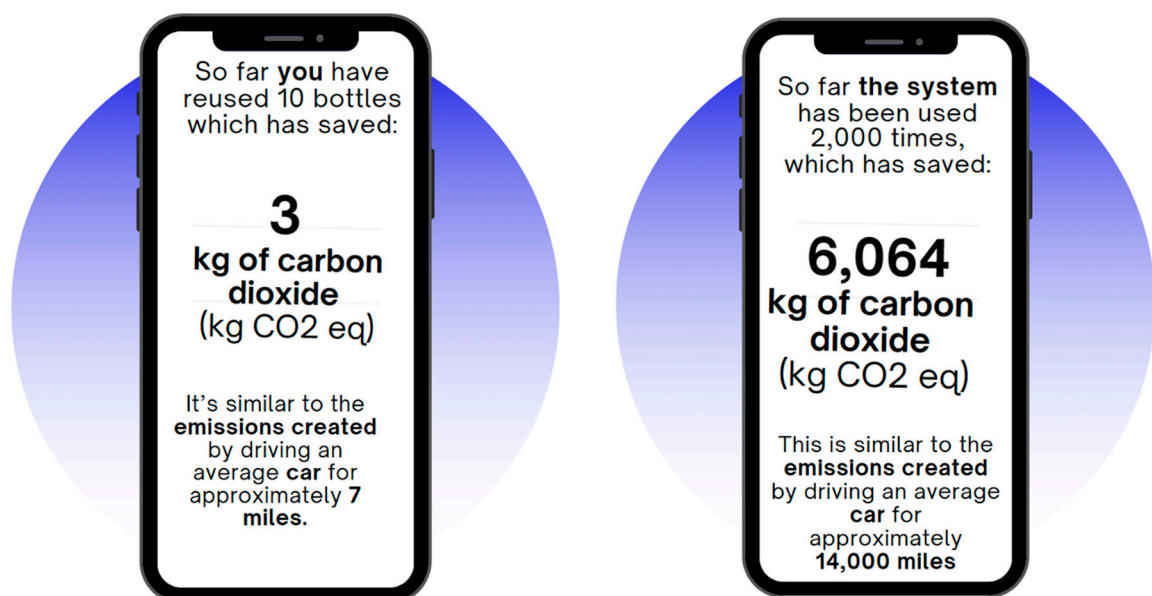 So far you have
reused 10 bottles
which has saved:
3
kg of carbon
dioxide
(kg CO2 eq)
It's similar to the
emissions created
by driving an
average car for
approximately 7
miles.
So far the system
has been used
2,000 times,
which has saved:
6,064
kg of carbon
dioxide
(kg CO2 eq)
This is similar to the
emissions created
by driving an average
car for
approximately
14,000 miles